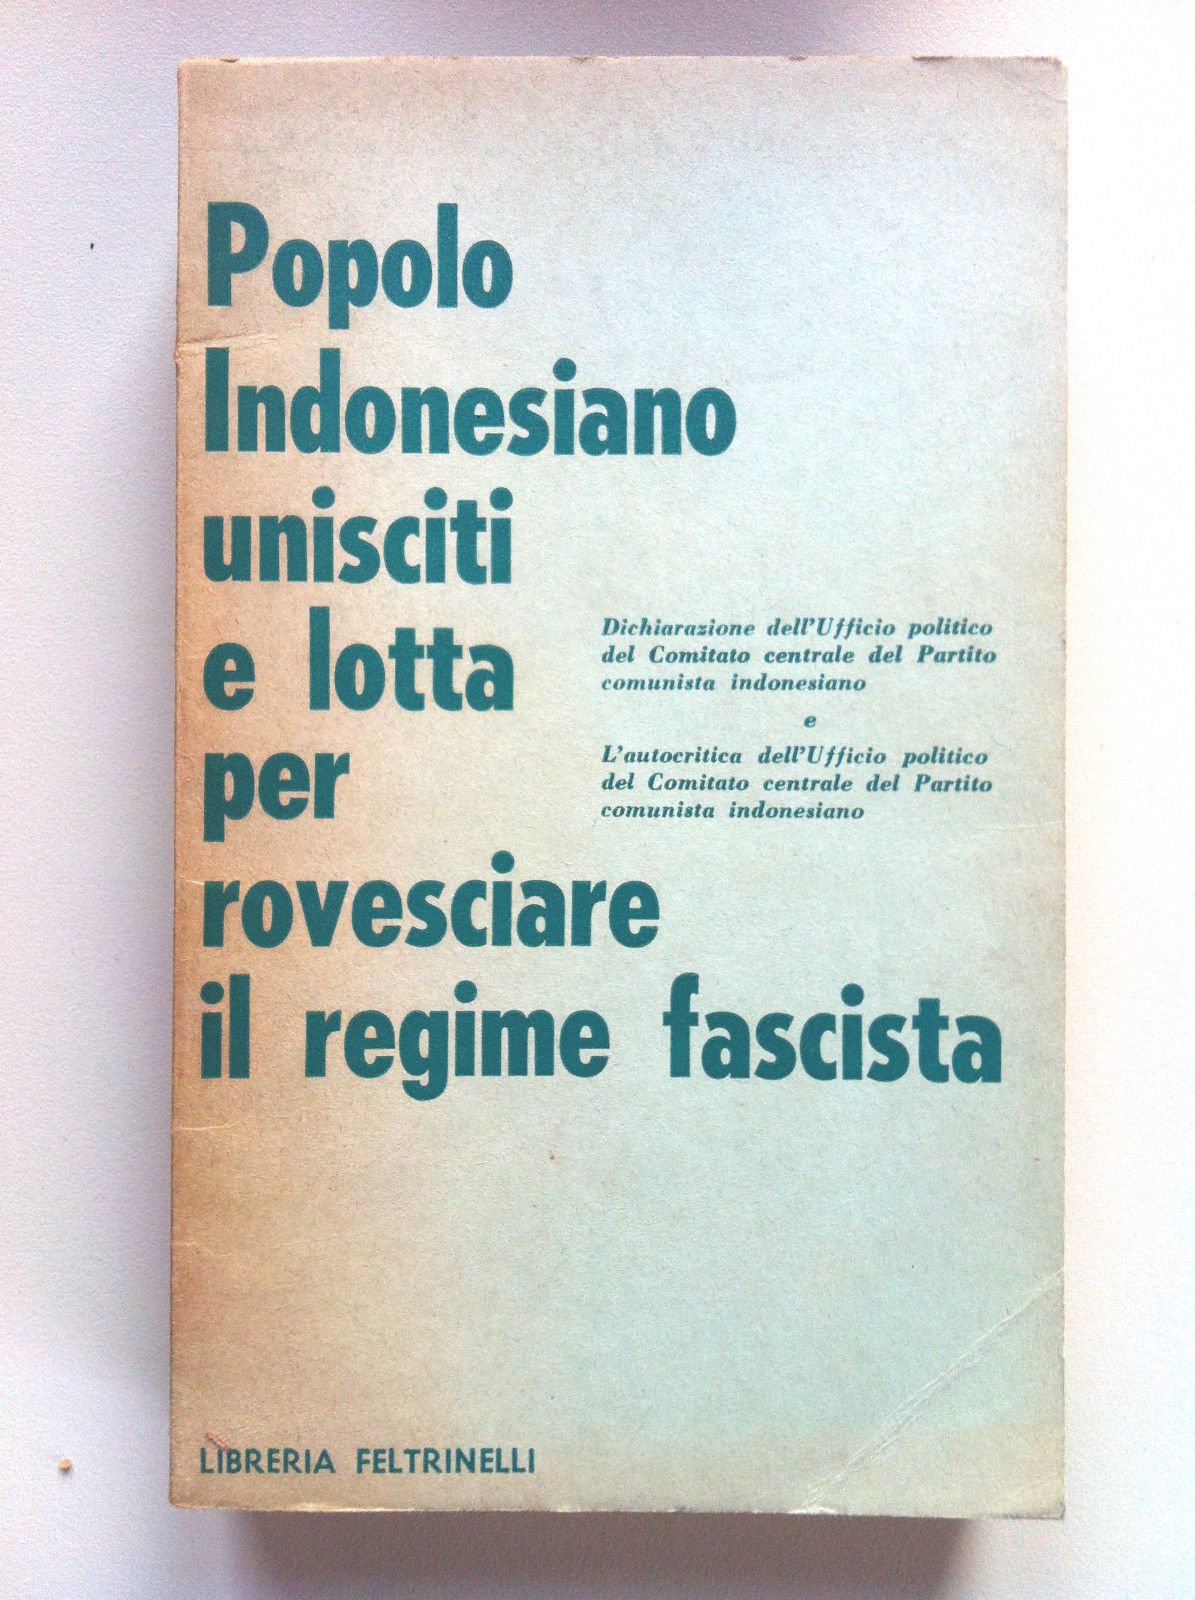 Popolo
Indonesiano
unisciti
e lotta
per
rovesciare
il regime fascista
Dichiarazione dell'Ufficio politico
del Comitato centrale del Partito
comunista indonesiano
e
L'autocritica dell'Ufficio politico
del Comitato centrale del Partito
comunista indonesiano
LIBRERIA FELTRINELLI